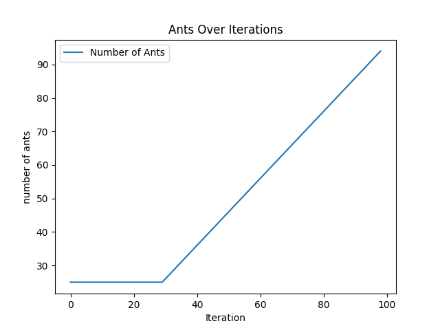 Ants Over Iterations
Number of Ants
number of ants
90
80
70
60
50
40
30
0 20 40 60 80 100
Iteration